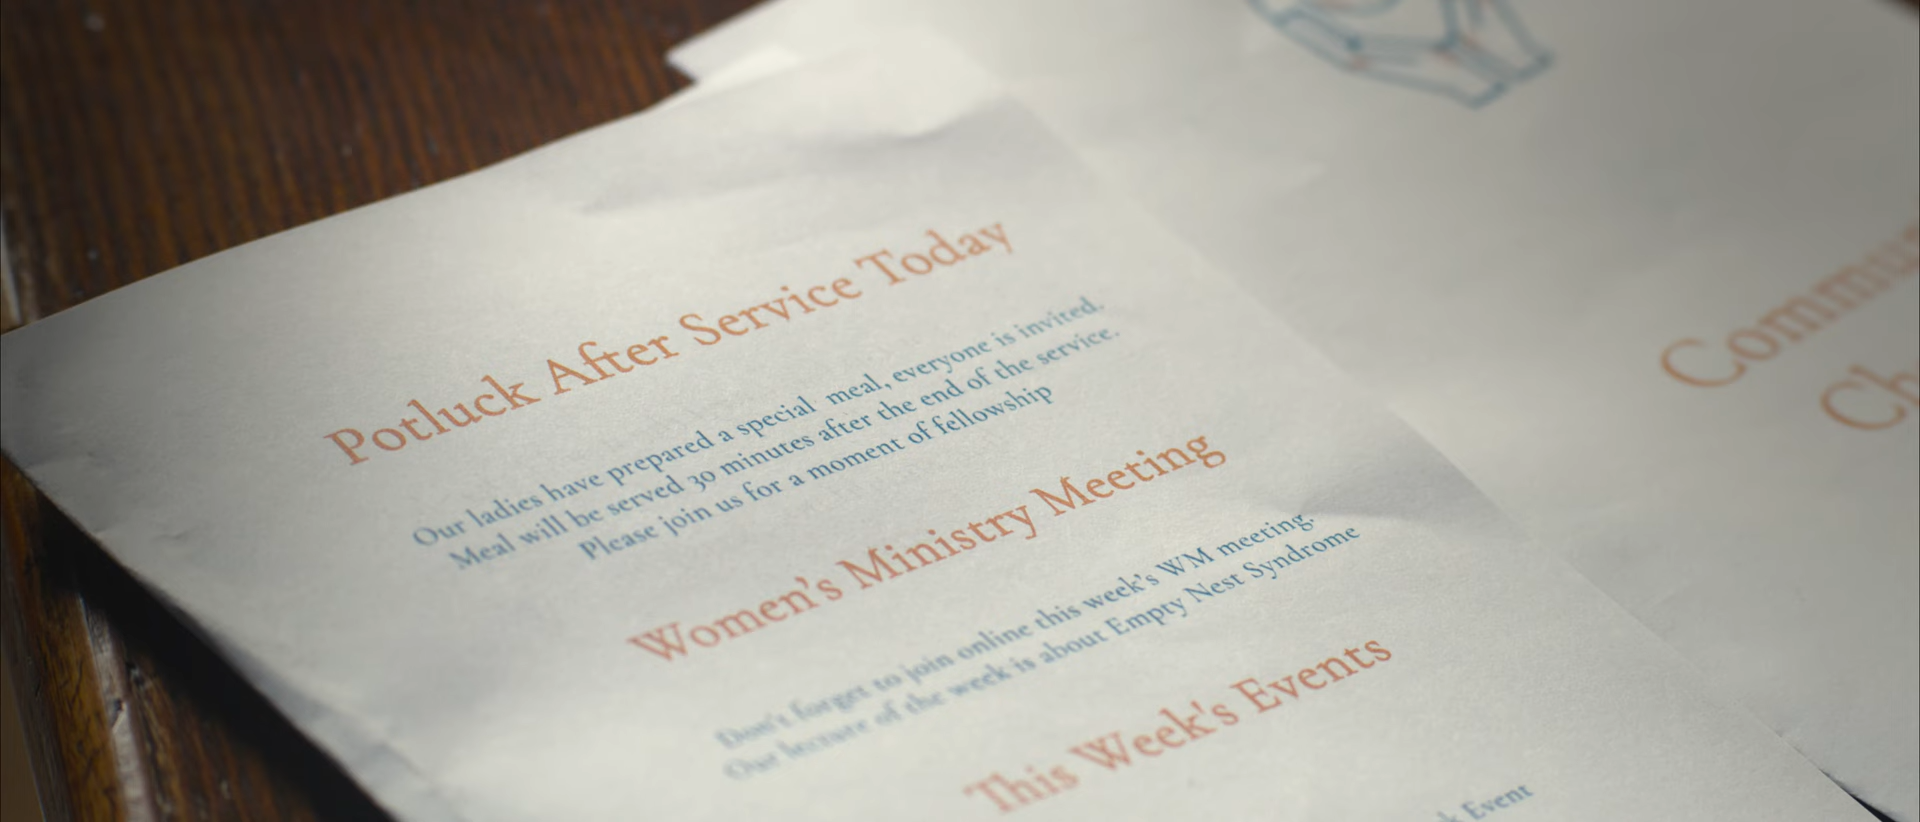 Potluck After Service Today
Our ladies have prepared a special meal, everyone is invited.
Meal will be served 30 minutes after the end of the service.
Please join us for a moment of fellowship
Women's Ministry Meeting
Don't forget to join online this week's WM meeting.
Our lecture of the week is about Empty Nest Syndrome
This Week's Events
Event